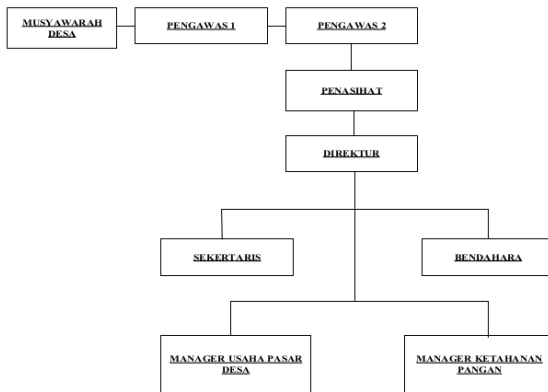 MUSYAWARAH
DESA
PENGAWAS 1
PENGAWAS 2
PENASIHAT
DIREKTUR
SEKERTARIS
BENDAHARA
MANAGER USAHA PASAR
DESA
MANAGER KETAHANAN
PANGAN